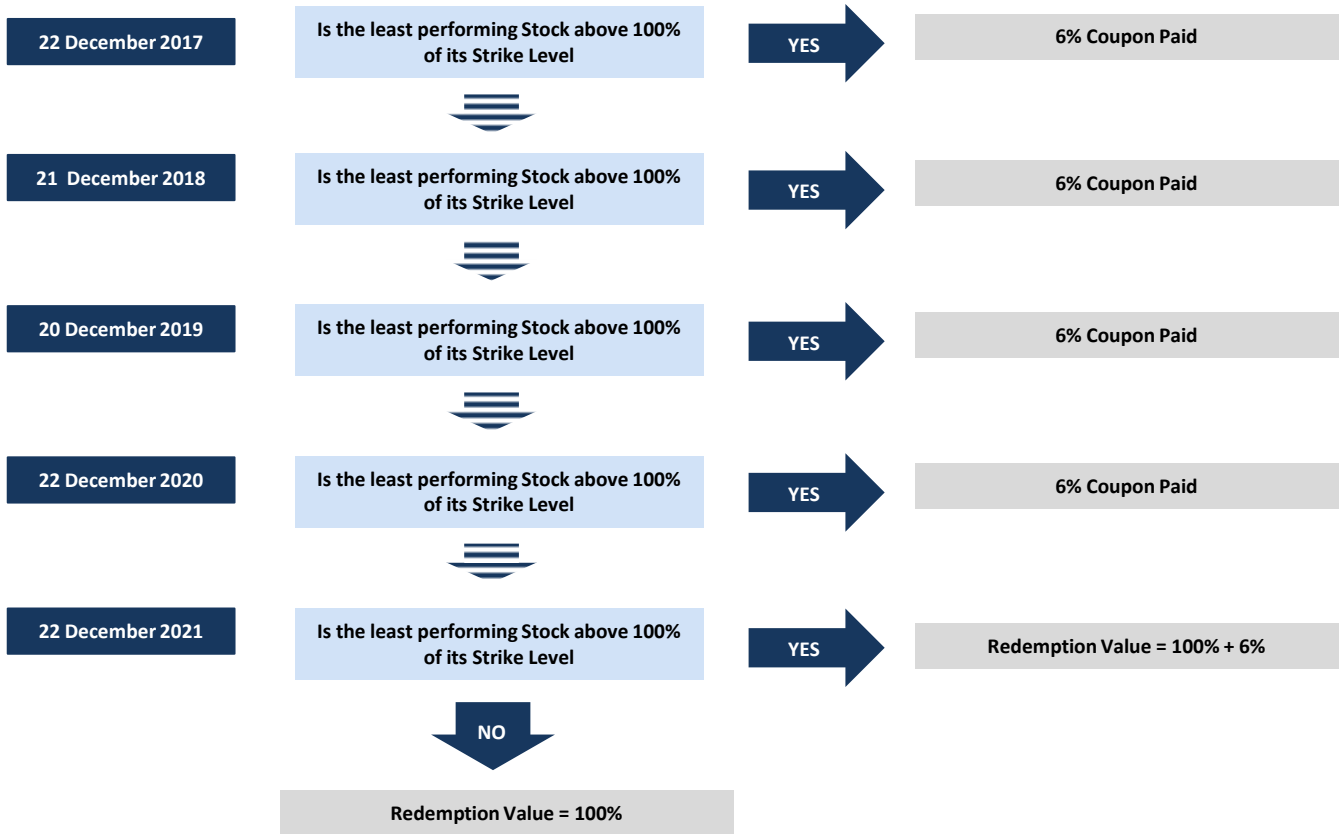 22 December 2017
Is the least performing Stock above 100%
of its Strike Level
YES
6% Coupon Paid
21 December 2018
Is the least performing Stock above 100%
of its Strike Level
YES
6% Coupon Paid
20 December 2019
Is the least performing Stock above 100%
of its Strike Level
YES
6% Coupon Paid
22 December 2020
Is the least performing Stock above 100%
of its Strike Level
YES
6% Coupon Paid
22 December 2021
Is the least performing Stock above 100%
of its Strike Level
YES
Redemption Value = 100% + 6%
NO
Redemption Value = 100%